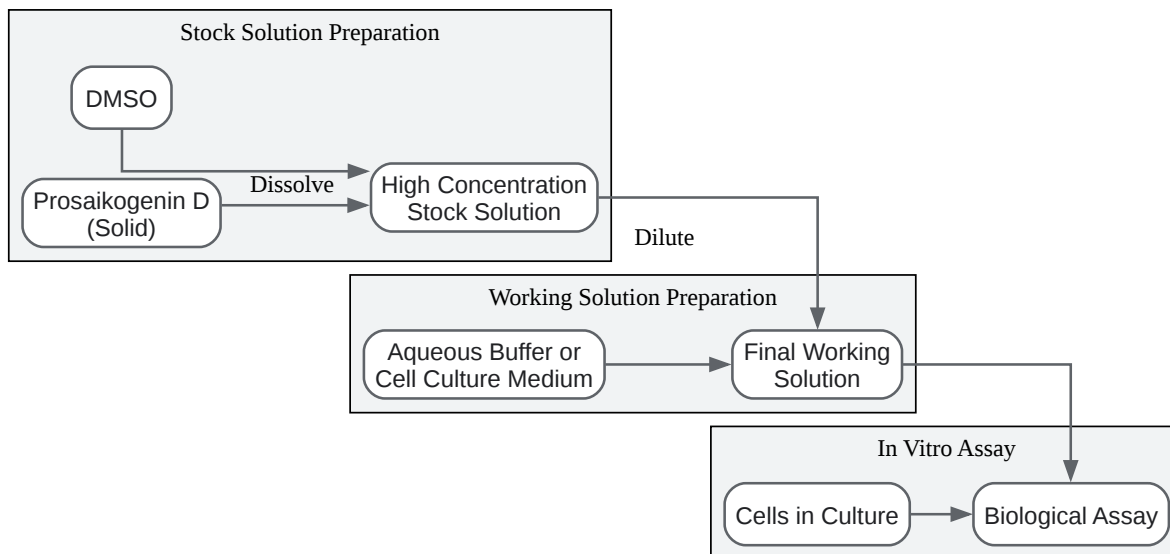 Stock Solution Preparation
DMSO
Dissolve
Prosaikogenin D
(Solid)
High Concentration
Stock Solution
Dilute
Working Solution Preparation
Aqueous Buffer or
Cell Culture Medium
Final Working
Solution
In Vitro Assay
Cells in Culture
Biological Assay